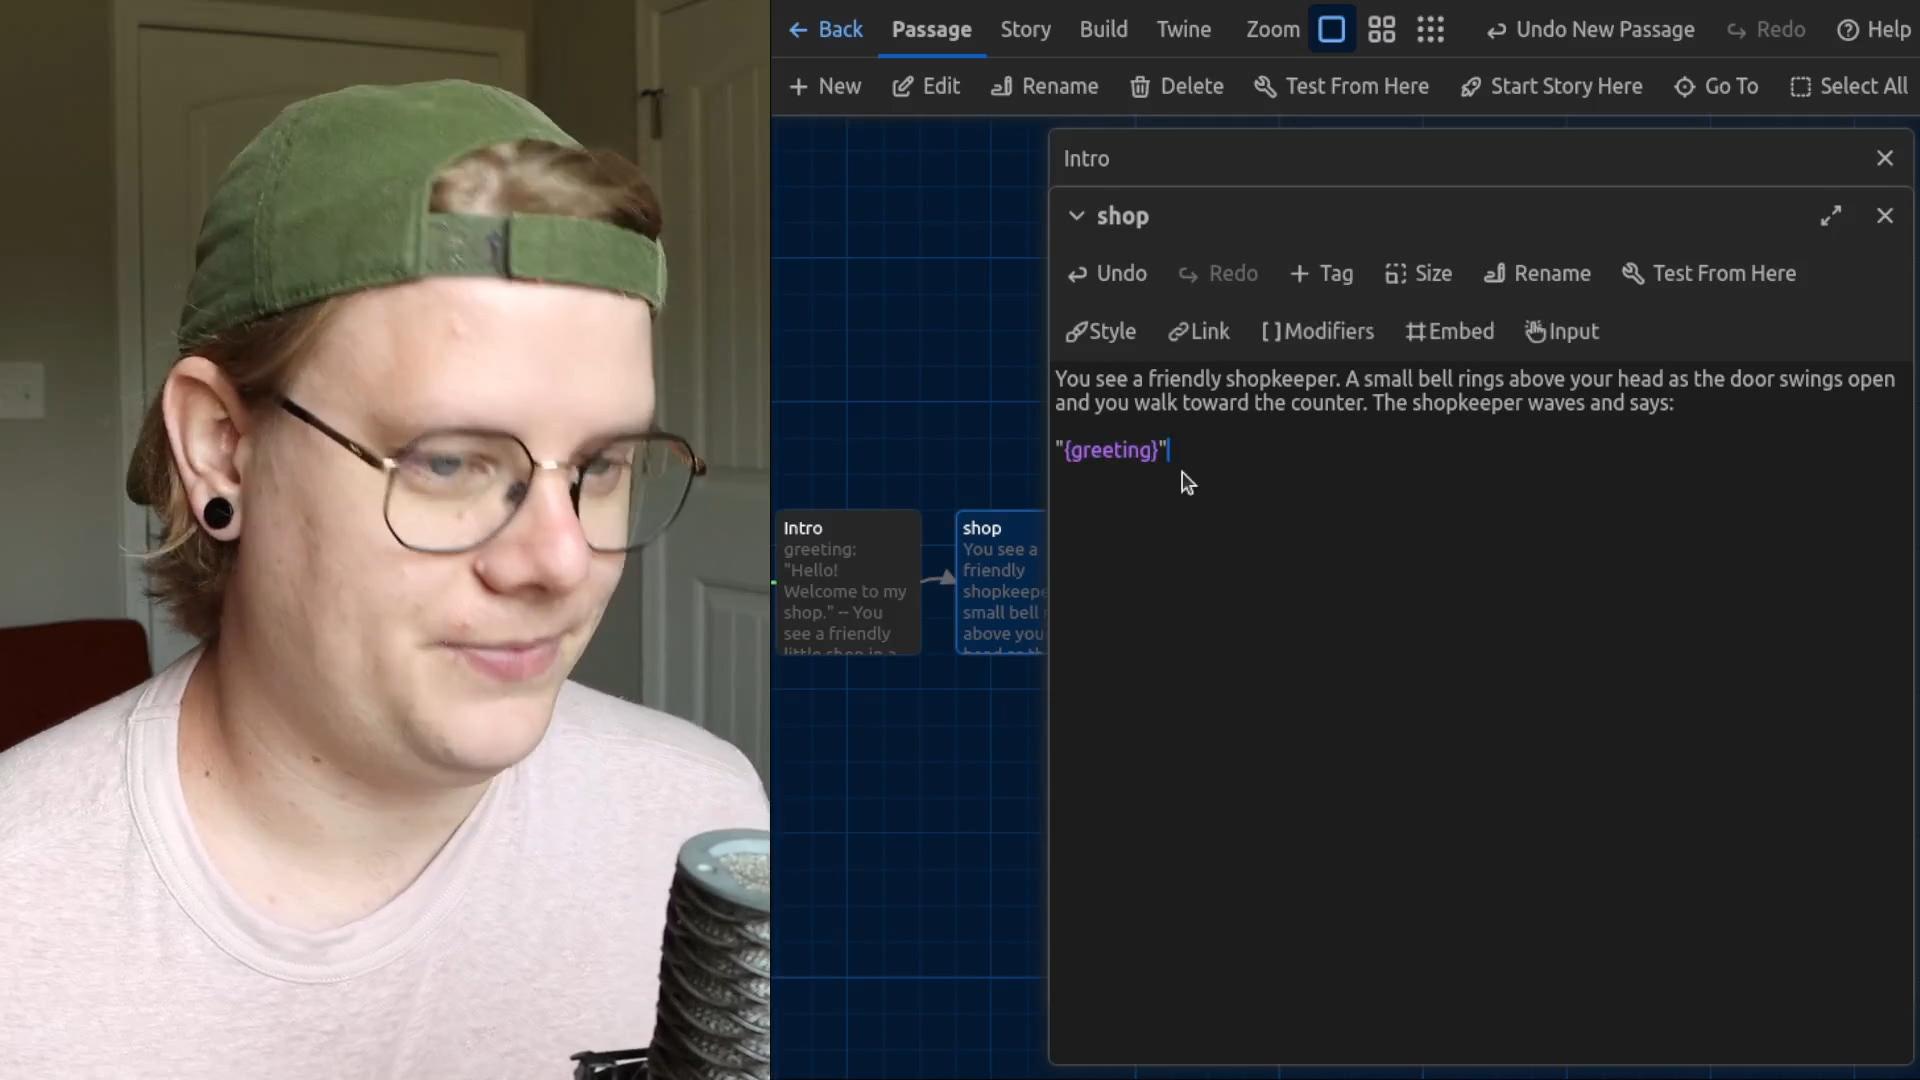 Back Passage Story Build Twine Zoom Undo New Passage Redo Help
New Edit Rename Delete Test From Here Start Story Here Go To Select All
Intro
shop
Undo Redo + Tag Size Rename Test From Here
Style Link [ ]Modifiers Embed Input
You see a friendly shopkeeper. A small bell rings above your head as the door swings open
and you walk toward the counter. The shopkeeper waves and says:
"{greeting}"
Intro
greeting:
"Hello!
Welcome to my
shop." -- You
see a friendly
little shop in a
shop
You see a
friendly
shopkeepe
small bell
above you